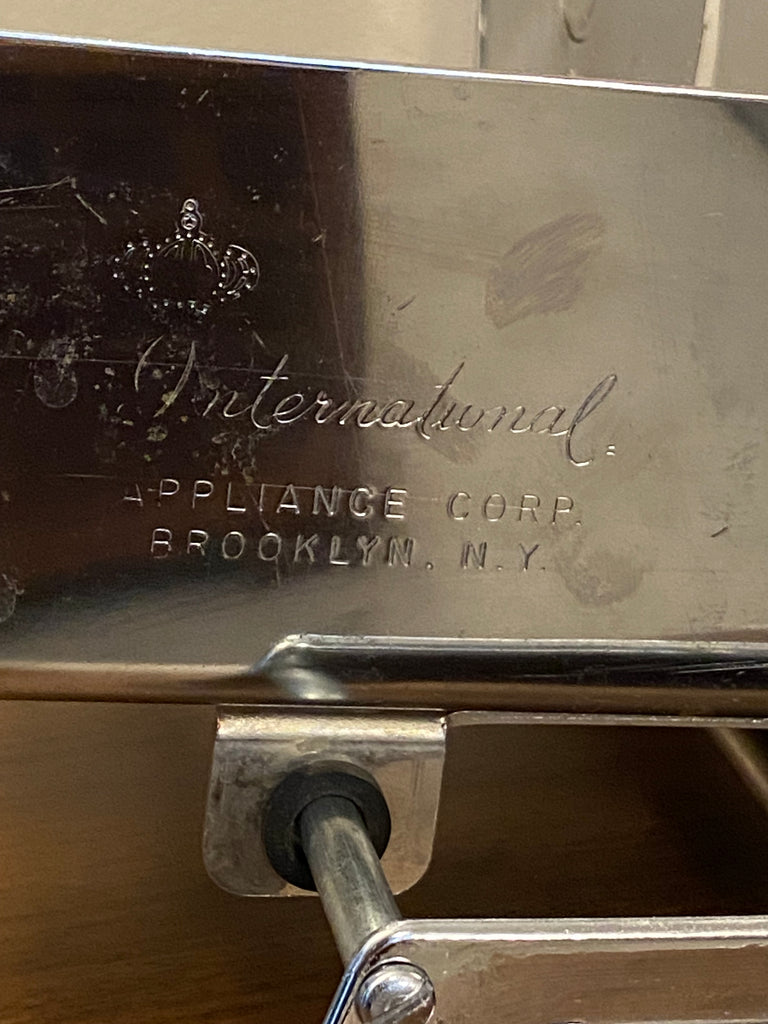 International
APPLIANCE CORP.
BROOKLYN. N.Y.